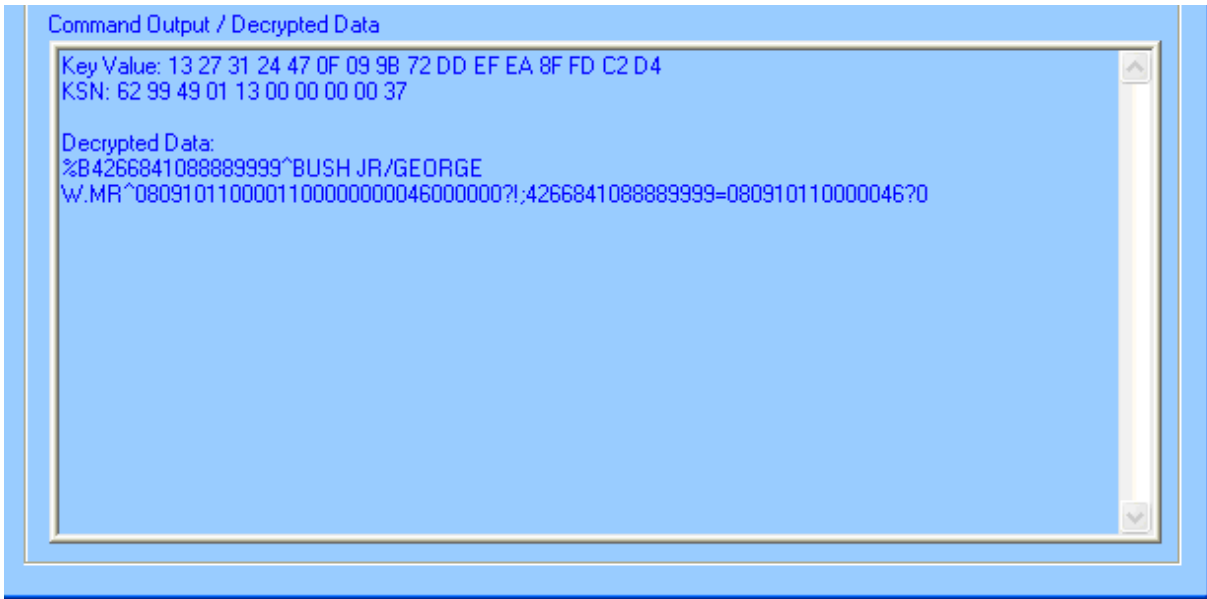 Command Output / Decrypted Data
Key Value: 13 27 31 24 47 0F 09 9B 72 DD EF EA 8F FD C2 D4
KSN: 62 99 49 01 13 00 00 00 00 37
Decrypted Data:
%B4266841088889999^BUSH JR/GEORGE
W.MR^0809101100001100000000046000000?!;4266841088889999=080910110000046?0